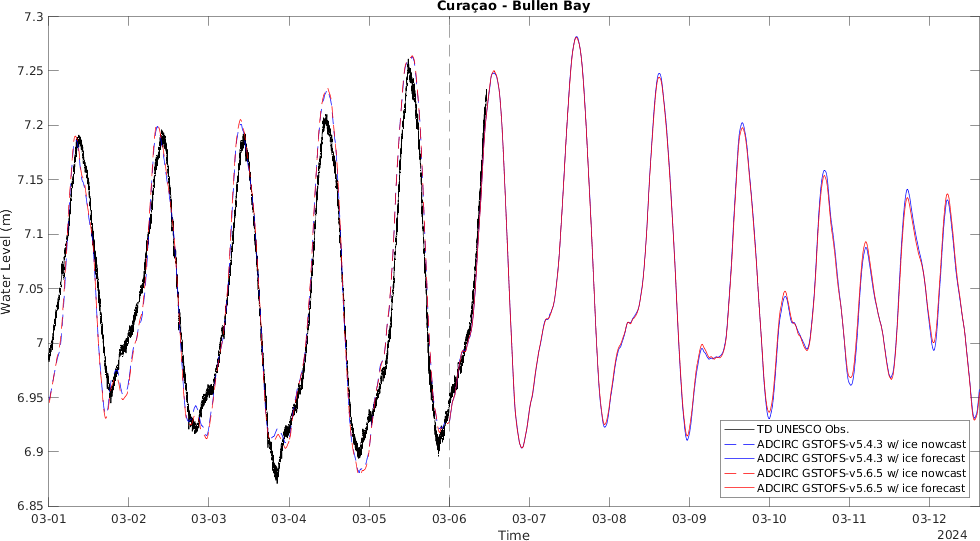 Curaçao - Bullen Bay
7.3
7.25
7.2
7.15
7.1
7.05
7
6.95
6.9
6.85
Water Level (m)
TD UNESCO Obs.
ADCIRC GSTOFS-v5.4.3 w/ ice nowcast
ADCIRC GSTOFS-v5.4.3 w/ ice forecast
ADCIRC GSTOFS-v5.6.5 w/ ice nowcast
ADCIRC GSTOFS-v5.6.5 w/ ice forecast
03-01 03-02 03-03 03-04 03-05 03-06 03-07 03-08 03-09 03-10 03-11 03-12
Time
2024